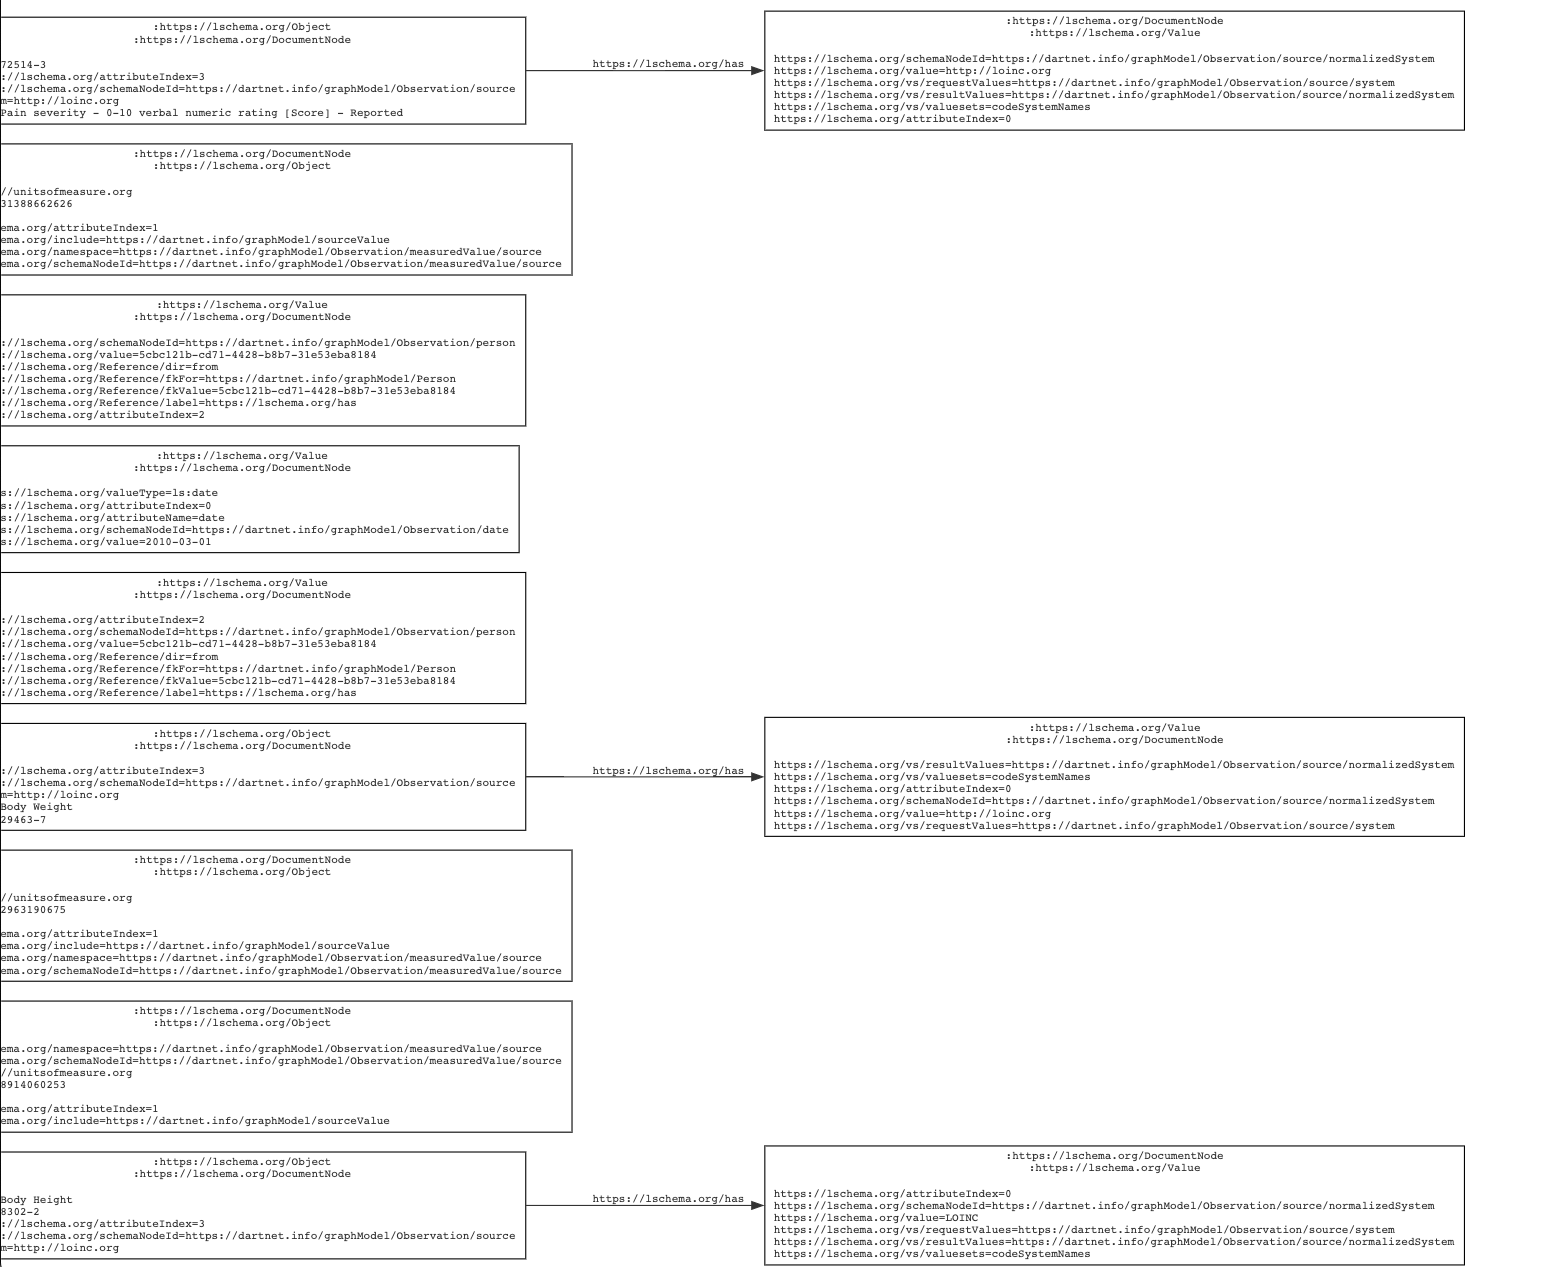 :https://lschema.org/Object
:https://lschema.org/DocumentNode
72514-3
://lschema.org/attributeIndex=3
://lschema.org/schemaNodeId=https://dartnet.info/graphModel/Observation/source
m=http://loinc.org
Pain severity - 0-10 verbal numeric rating [Score] - Reported
https://lschema.org/has
:https://lschema.org/DocumentNode
:https://lschema.org/Value
https://lschema.org/schemaNodeId=https://dartnet.info/graphModel/Observation/source/normalizedSystem
https://lschema.org/value=http://loinc.org
https://lschema.org/vs/requestValues=https://dartnet.info/graphModel/Observation/source/system
https://lschema.org/vs/resultValues=https://dartnet.info/graphModel/Observation/source/normalizedSystem
https://lschema.org/vs/valuesets=codeSystemNames
https://lschema.org/attributeIndex=0
:https://lschema.org/DocumentNode
:https://lschema.org/Object
//unitsofmeasure.org
31388662626
ema.org/attributeIndex=1
ema.org/include=https://dartnet.info/graphModel/sourceValue
ema.org/namespace=https://dartnet.info/graphModel/Observation/measuredValue/source
ema.org/schemaNodeId=https://dartnet.info/graphModel/Observation/measuredValue/source
:https://lschema.org/Value
:https://lschema.org/DocumentNode
://lschema.org/schemaNodeId=https://dartnet.info/graphModel/Observation/person
://lschema.org/value=5cbc121b-cd71-4428-b8b7-31e53eba8184
://lschema.org/Reference/dir=from
://lschema.org/Reference/fkFor=https://dartnet.info/graphModel/Person
://lschema.org/Reference/fkValue=5cbc121b-cd71-4428-b8b7-31e53eba8184
://lschema.org/Reference/label=https://lschema.org/has
://lschema.org/attributeIndex=2
:https://lschema.org/Value
:https://lschema.org/DocumentNode
s://lschema.org/valueType=ls:date
s://lschema.org/attributeIndex=0
s://lschema.org/attributeName=date
s://lschema.org/schemaNodeId=https://dartnet.info/graphModel/Observation/date
s://lschema.org/value=2010-03-01
:https://lschema.org/Value
:https://lschema.org/DocumentNode
://lschema.org/attributeIndex=2
://lschema.org/schemaNodeId=https://dartnet.info/graphModel/Observation/person
://lschema.org/value=5cbc121b-cd71-4428-b8b7-31e53eba8184
://lschema.org/Reference/dir=from
://lschema.org/Reference/fkFor=https://dartnet.info/graphModel/Person
://lschema.org/Reference/fkValue=5cbc121b-cd71-4428-b8b7-31e53eba8184
://lschema.org/Reference/label=https://lschema.org/has
:https://lschema.org/Object
:https://lschema.org/DocumentNode
://lschema.org/attributeIndex=3
://lschema.org/schemaNodeId=https://dartnet.info/graphModel/Observation/source
m=http://loinc.org
Body Weight
29463-7
https://lschema.org/has
:https://lschema.org/Value
:https://lschema.org/DocumentNode
https://lschema.org/vs/resultValues=https://dartnet.info/graphModel/Observation/source/normalizedSystem
https://lschema.org/vs/valuesets=codeSystemNames
https://lschema.org/attributeIndex=0
https://lschema.org/schemaNodeId=https://dartnet.info/graphModel/Observation/source/normalizedSystem
https://lschema.org/value=http://loinc.org
https://lschema.org/vs/requestValues=https://dartnet.info/graphModel/Observation/source/system
:https://lschema.org/DocumentNode
:https://lschema.org/Object
//unitsofmeasure.org
2963190675
ema.org/attributeIndex=1
ema.org/include=https://dartnet.info/graphModel/sourceValue
ema.org/namespace=https://dartnet.info/graphModel/Observation/measuredValue/source
ema.org/schemaNodeId=https://dartnet.info/graphModel/Observation/measuredValue/source
:https://lschema.org/DocumentNode
:https://lschema.org/Object
ema.org/namespace=https://dartnet.info/graphModel/Observation/measuredValue/source
ema.org/schemaNodeId=https://dartnet.info/graphModel/Observation/measuredValue/source
//unitsofmeasure.org
8914060253
ema.org/attributeIndex=1
ema.org/include=https://dartnet.info/graphModel/sourceValue
:https://lschema.org/Object
:https://lschema.org/DocumentNode
Body Height
8302-2
://lschema.org/attributeIndex=3
://lschema.org/schemaNodeId=https://dartnet.info/graphModel/Observation/source
m=http://loinc.org
https://lschema.org/has
:https://lschema.org/DocumentNode
:https://lschema.org/Value
https://lschema.org/attributeIndex=0
https://lschema.org/schemaNodeId=https://dartnet.info/graphModel/Observation/source/normalizedSystem
https://lschema.org/value=LOINC
https://lschema.org/vs/requestValues=https://dartnet.info/graphModel/Observation/source/system
https://lschema.org/vs/resultValues=https://dartnet.info/graphModel/Observation/source/normalizedSystem
https://lschema.org/vs/valuesets=codeSystemNames